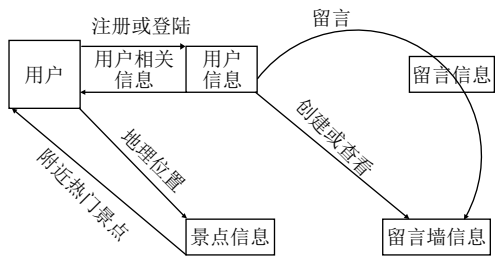 注册或登陆
留言
用户
用户相关
信息
用户
信息
留言信息
创建或查看
地理位置
附近热门景点
景点信息
留言墙信息